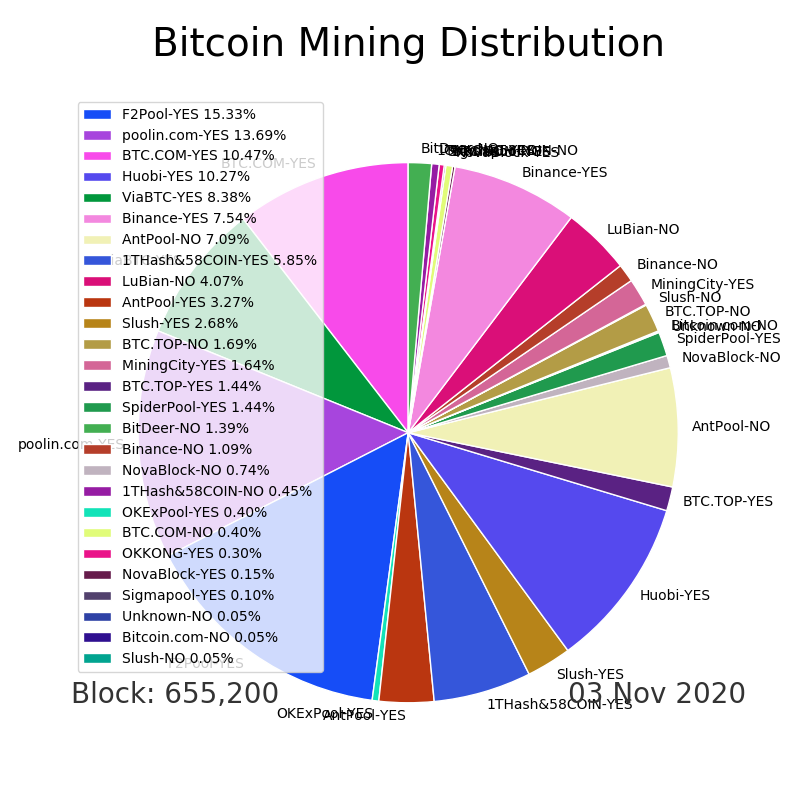 Bitcoin Mining Distribution
F2Pool-YES 15.33%
poolin.com-YES 13.69%
BTC.COM-YES 10.47%
Huobi-YES 10.27%
ViaBTC-YES 8.38%
Binance-YES 7.54%
AntPool-NO 7.09%
1THash&58COIN-YES 5.85%
LuBian-NO 4.07%
AntPool-YES 3.27%
Slush-YES 2.68%
BTC.TOP-NO 1.69%
MiningCity-YES 1.64%
BTC.TOP-YES 1.44%
SpiderPool-YES 1.44%
BitDeer-NO 1.39%
Binance-NO 1.09%
NovaBlock-NO 0.74%
1THash&58COIN-NO 0.45%
OKExPool-YES 0.40%
BTC.COM-NO 0.40%
OKKONG-YES 0.30%
NovaBlock-YES 0.15%
Sigmapool-YES 0.10%
Unknown-NO 0.05%
Bitcoin.com-NO 0.05%
Slush-NO 0.05%
BTC.COM-YES
poolin.com-YES
F2Pool-YES
Binance-YES
LuBian-NO
Binance-NO
MiningCity-YES
Slush-NO
BTC.TOP-NO
Bitcoin.com-NO
Unknown-NO
SpiderPool-YES
NovaBlock-NO
AntPool-NO
BTC.TOP-YES
Huobi-YES
Slush-YES
1THash&58COIN-YES
AntPool-YES
OKExPool-YES
Block: 655,200
03 Nov 2020